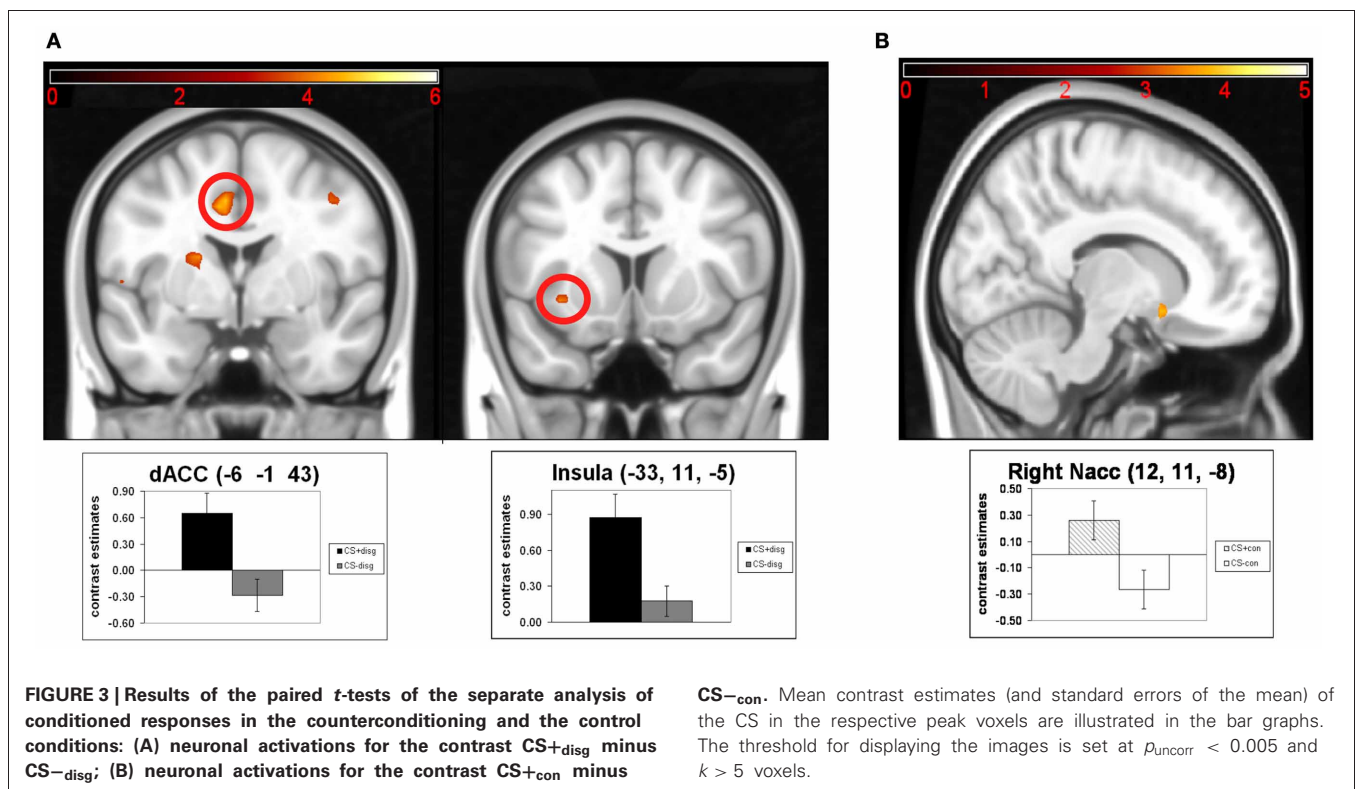 A
B
0 2 4 6
0 1 2 3 4 5
dACC (-6 -1 43)
contrast estimates
0.90
0.60
0.30
0.00
-0.30
-0.60
CS+disg
CS-disg
Insula (-33, 11, -5)
contrast estimates
0.90
0.60
0.30
0.00
CS+disg
CS-disg
Right Nacc (12, 11, -8)
contrast estimates
0.50
0.30
0.10
-0.10
-0.30
-0.50
CS+con
CS-con
FIGURE 3 | Results of the paired t-tests of the separate analysis of
conditioned responses in the counterconditioning and the control
conditions: (A) neuronal activations for the contrast CS+disg minus
CS−disg; (B) neuronal activations for the contrast CS+con minus
CS−con. Mean contrast estimates (and standard errors of the mean) of
the CS in the respective peak voxels are illustrated in the bar graphs.
The threshold for displaying the images is set at puncorr < 0.005 and
k > 5 voxels.